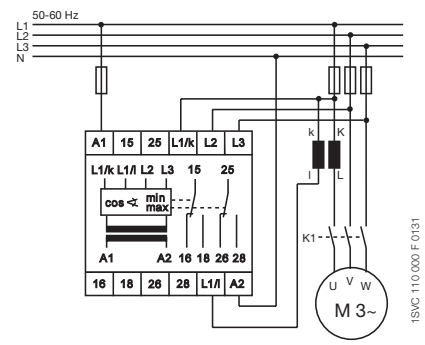 50-60 Hz
L1
L2
L3
N
A1 15 25 L1/k L2 L3
k K
L1/k L1/l L2 L3 15 25
cos ∢ min
max
l L
A1 A2 16 18 26 28
K1
16 18 26 28 L1/l A2
U V W
M 3~
1SVC 110 000 F 0131